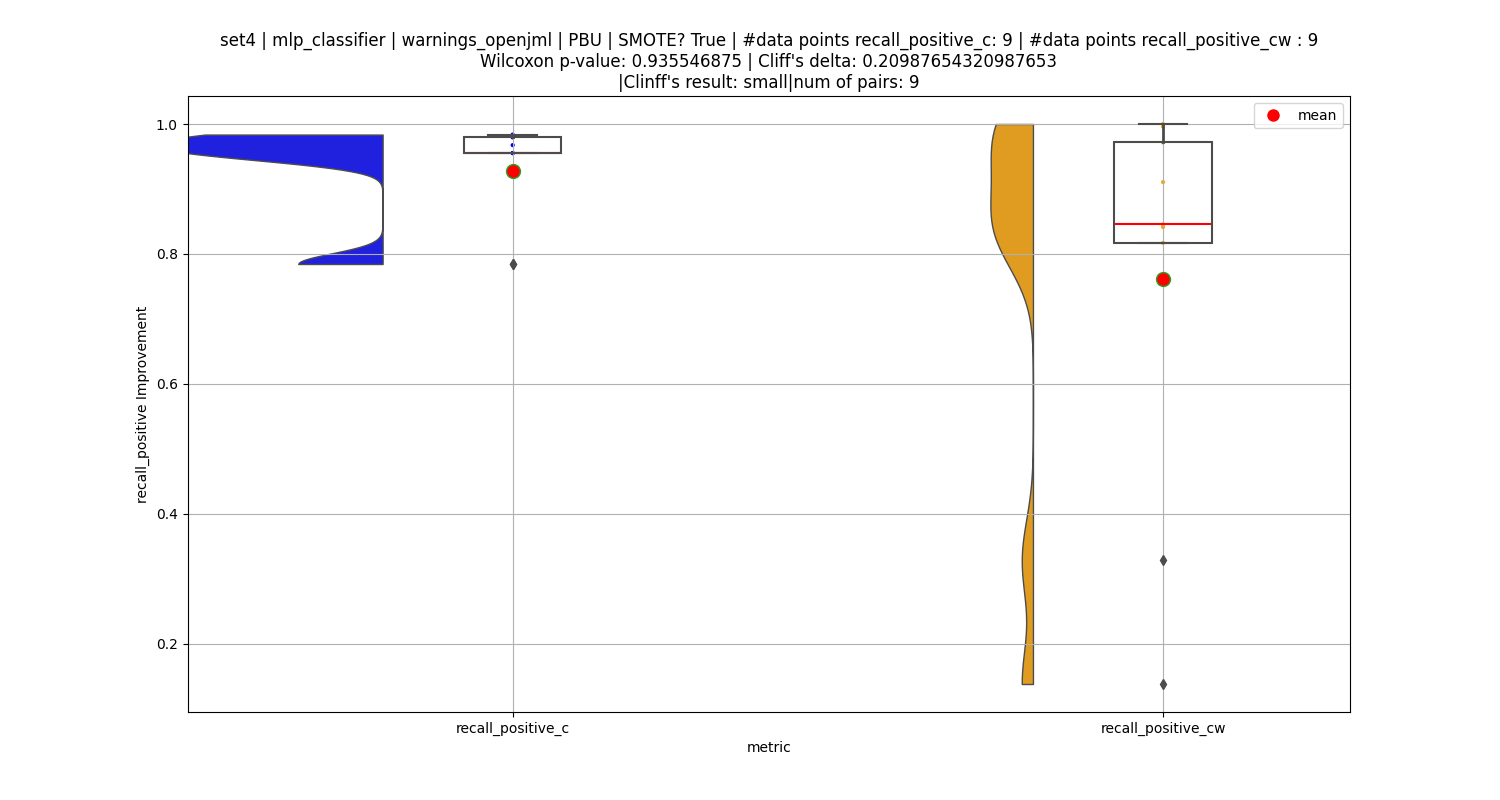 set4 | mlp_classifier | warnings_openjml | PBU | SMOTE? True | #data points recall_positive_c: 9 | #data points recall_positive_cw : 9
Wilcoxon p-value: 0.935546875 | Cliff's delta: 0.20987654320987653
|Clinff's result: small|num of pairs: 9
mean
1.0
0.8
0.6
0.4
0.2
recall_positive Improvement
recall_positive_c
recall_positive_cw
metric